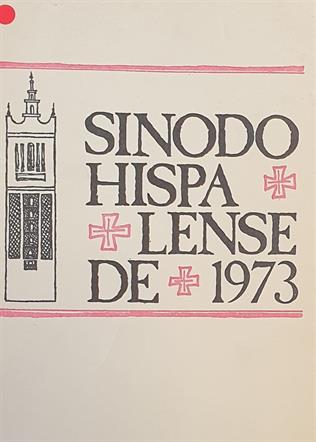 SINODO
HISPA
LENSE
DE 1973